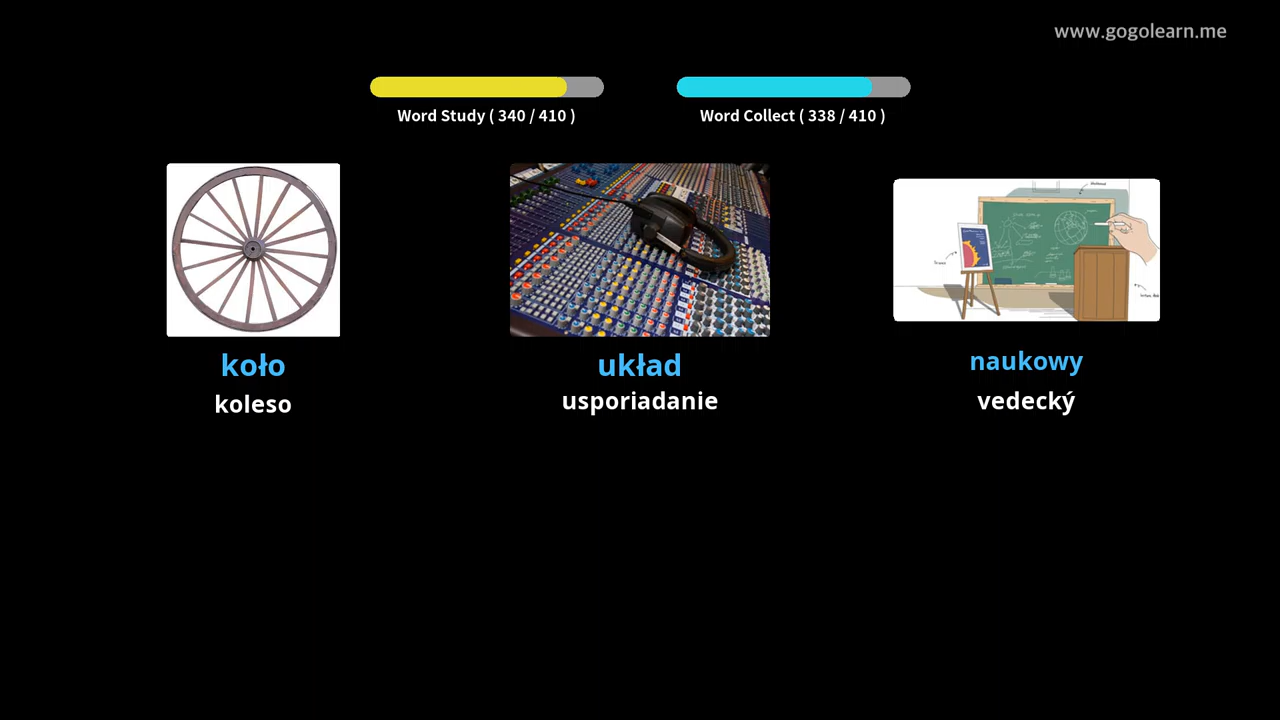 www.gogolearn.me
Word Study ( 340 / 410 )
Word Collect ( 338 / 410 )
koło
koleso
układ
usporiadanie
naukowy
vedecký